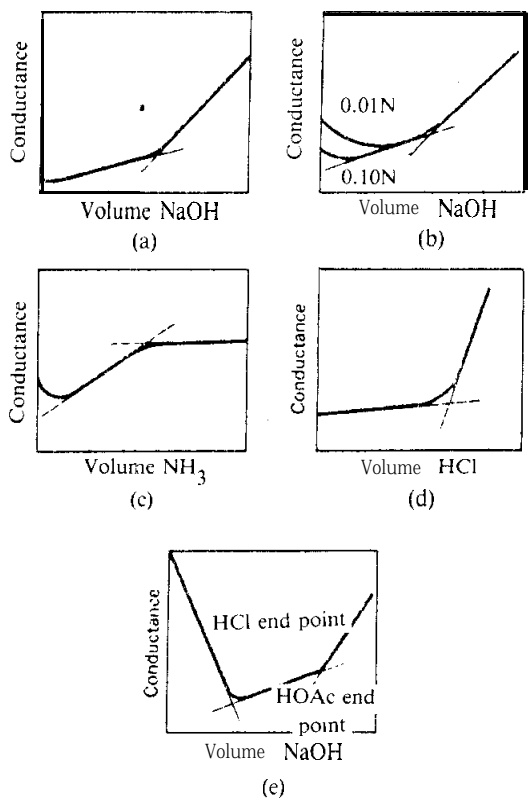 Conductance
Volume NaOH
(a)
Conductance
0.01N
0.10N
Volume NaOH
(b)
Conductance
Volume NH3
(c)
Conductance
Volume HCl
(d)
Conductance
HCl end point
HOAc end
point
Volume NaOH
(e)